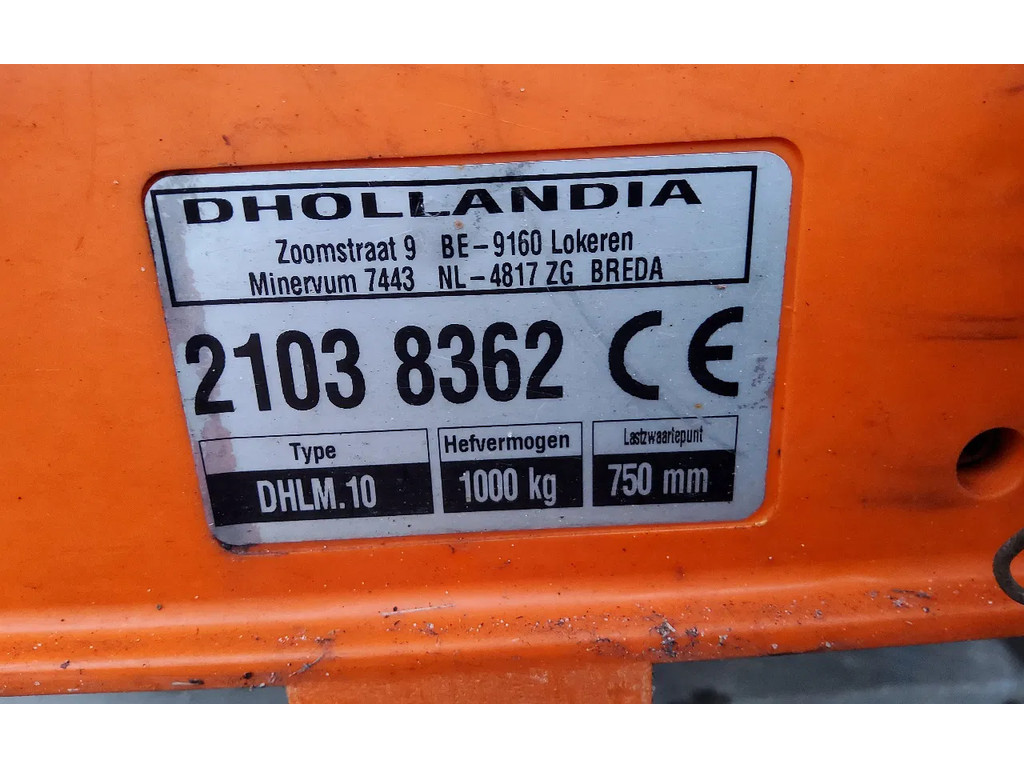 DHOLLANDIA
Zoomstraat 9 BE-9160 Lokeren
Minervum 7443 NL-4817 ZG BREDA
2103 8362 CE
Type Hefvermogen Lastzwaartepunt
DHLM.10 1000 kg 750 mm